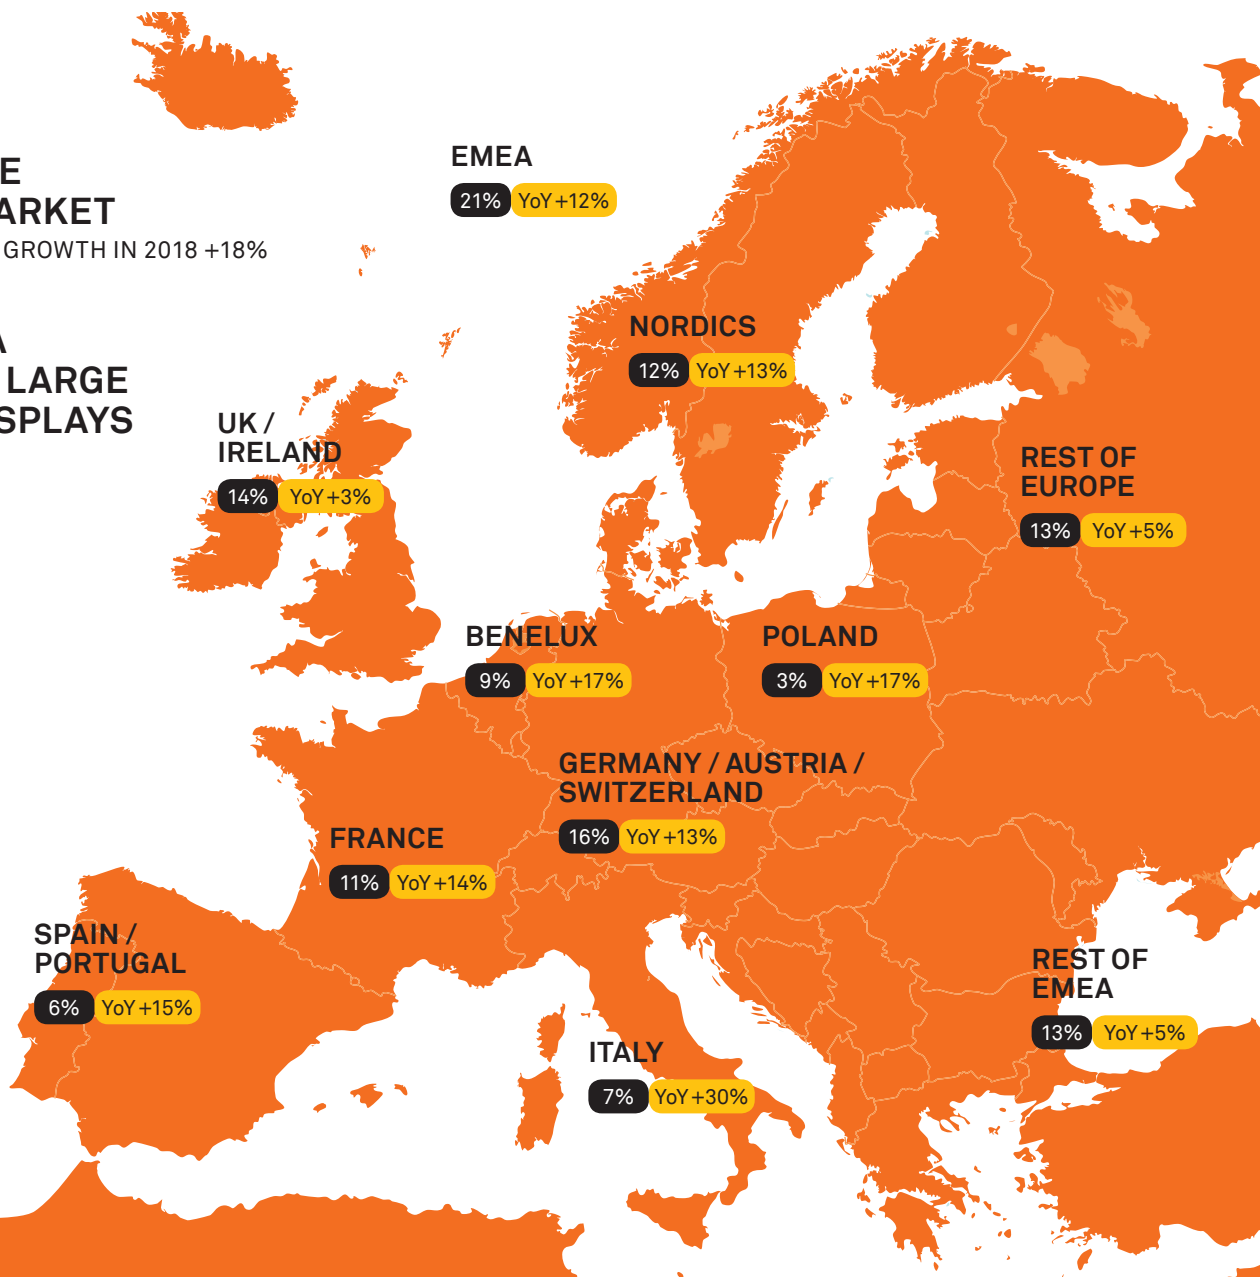 E
ARKET
GROWTH IN 2018 +18%
A
LARGE
SPLAYS
EMEA
21% YoY +12%
NORDICS
12% YoY +13%
UK /
IRELAND
14% YoY +3%
REST OF
EUROPE
13% YoY +5%
BENELUX
9% YoY +17%
POLAND
3% YoY +17%
GERMANY / AUSTRIA /
SWITZERLAND
16% YoY +13%
FRANCE
11% YoY +14%
SPAIN /
PORTUGAL
6% YoY +15%
REST OF
EMEA
13% YoY +5%
ITALY
7% YoY +30%